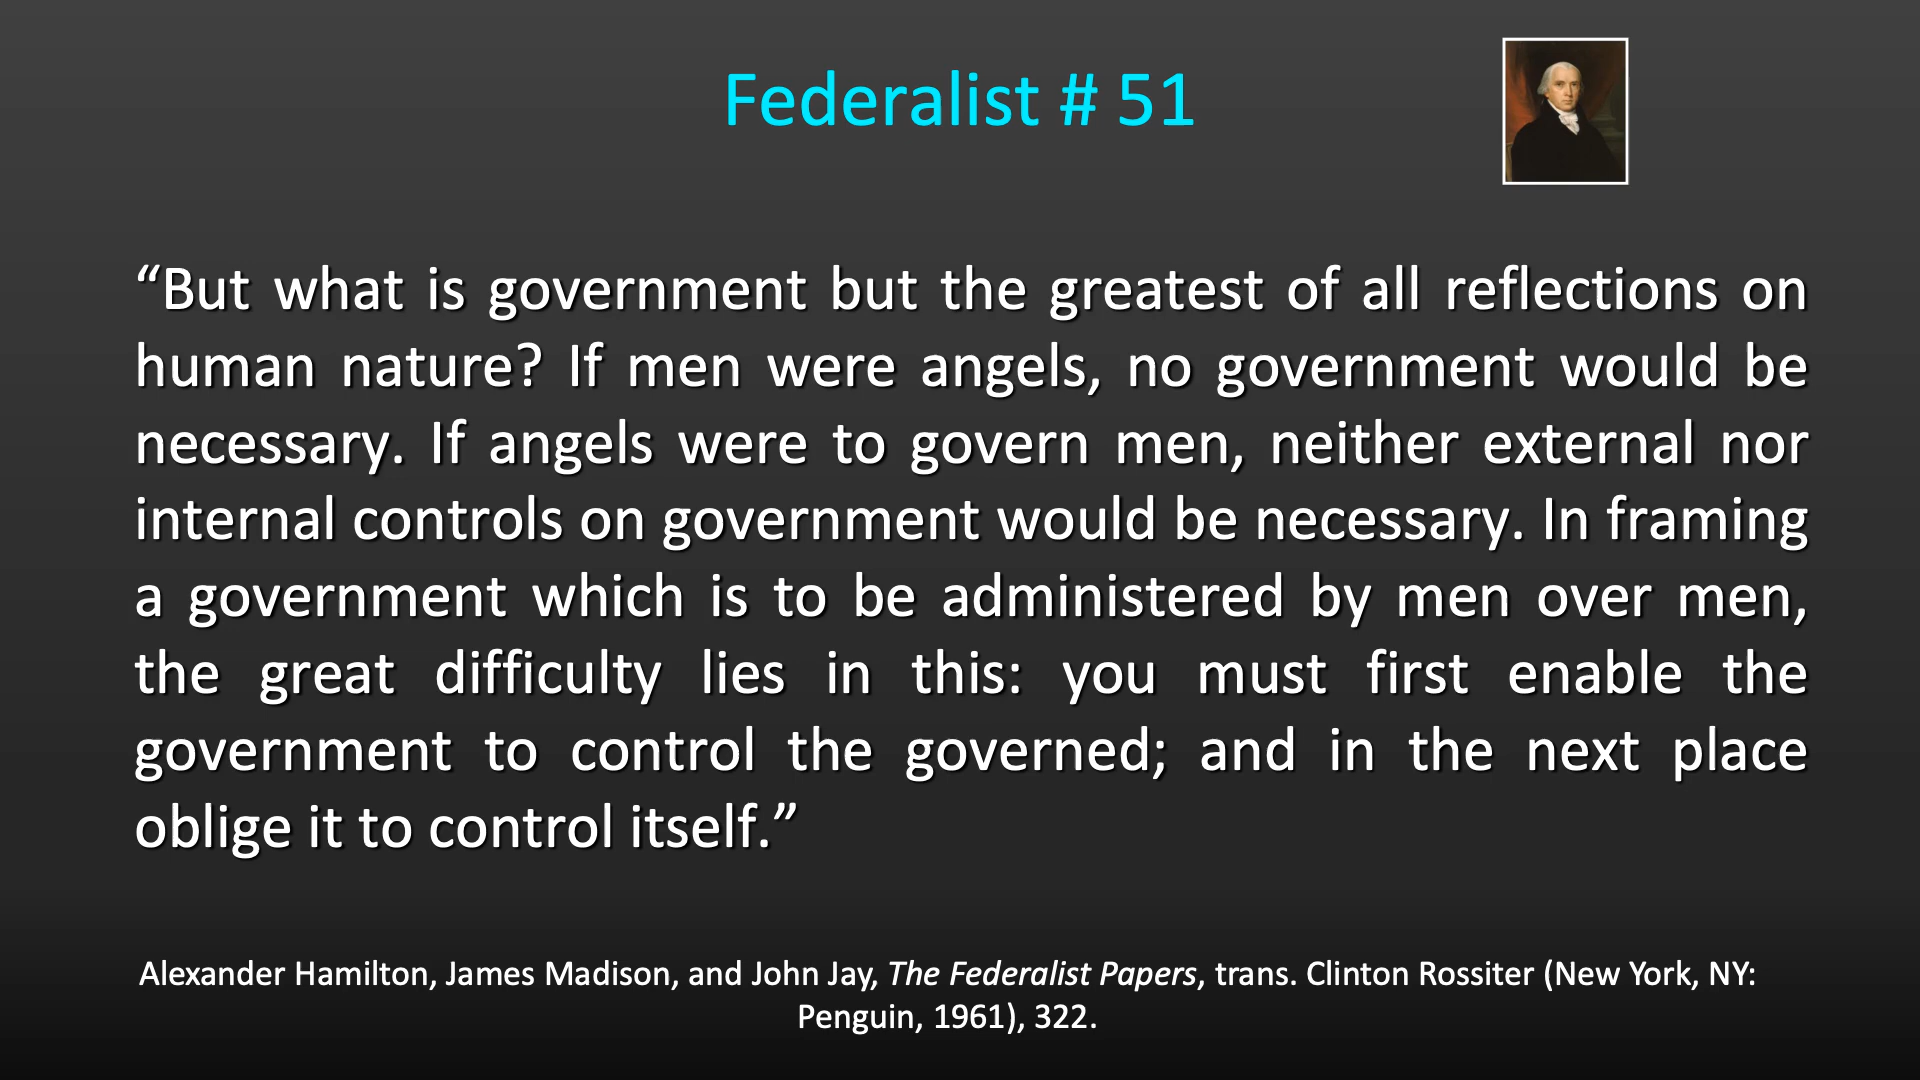 Federalist # 51
“But what is government but the greatest of all reflections on
human nature? If men were angels, no government would be
necessary. If angels were to govern men, neither external nor
internal controls on government would be necessary. In framing
a government which is to be administered by men over men,
the great difficulty lies in this: you must first enable the
government to control the governed; and in the next place
oblige it to control itself.”
Alexander Hamilton, James Madison, and John Jay, The Federalist Papers, trans. Clinton Rossiter (New York, NY:
Penguin, 1961), 322.